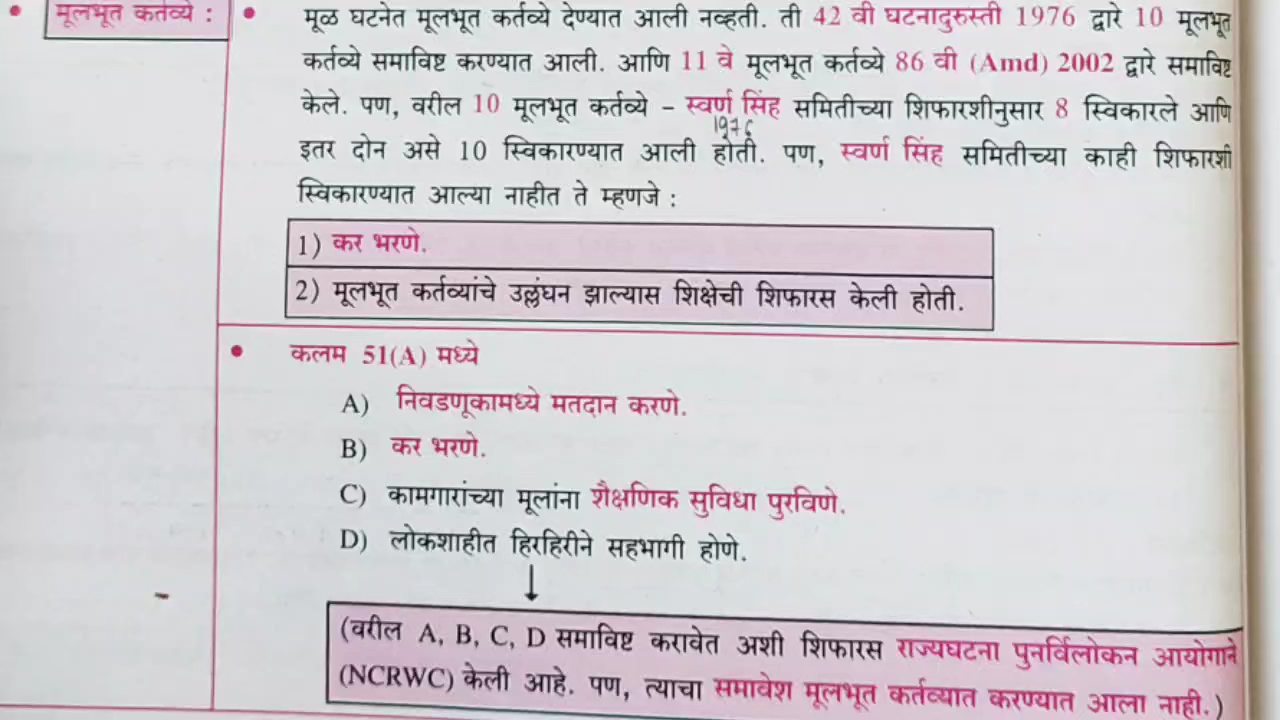 मूलभूत कर्तव्ये :
मूळ घटनेत मूलभूत कर्तव्ये देण्यात आली नव्हती. ती 42 वी घटनादुरुस्ती 1976 द्वारे 10 मूलभूत
कर्तव्ये समाविष्ट करण्यात आली. आणि 11 वे मूलभूत कर्तव्ये 86 वी (Amd) 2002 द्वारे समाविष्ट
केले. पण, वरील 10 मूलभूत कर्तव्ये – स्वर्ण सिंह समितीच्या शिफारशीनुसार 8 स्विकारले आणि
1976
इतर दोन असे 10 स्विकारण्यात आली होती. पण, स्वर्ण सिंह समितीच्या काही शिफारशी
स्विकारण्यात आल्या नाहीत ते म्हणजे :
1) कर भरणे.
2) मूलभूत कर्तव्यांचे उल्लंघन झाल्यास शिक्षेची शिफारस केली होती.
कलम 51(A) मध्ये
A) निवडणूकामध्ये मतदान करणे.
B) कर भरणे.
C) कामगारांच्या मूलांना शैक्षणिक सुविधा पुरविणे.
D) लोकशाहीत हिरहिरीने सहभागी होणे.
(वरील A, B, C, D समाविष्ट करावेत अशी शिफारस राज्यघटना पुनर्विलोकन आयोगाने
(NCRWC) केली आहे. पण, त्याचा समावेश मूलभूत कर्तव्यात करण्यात आला नाही.)